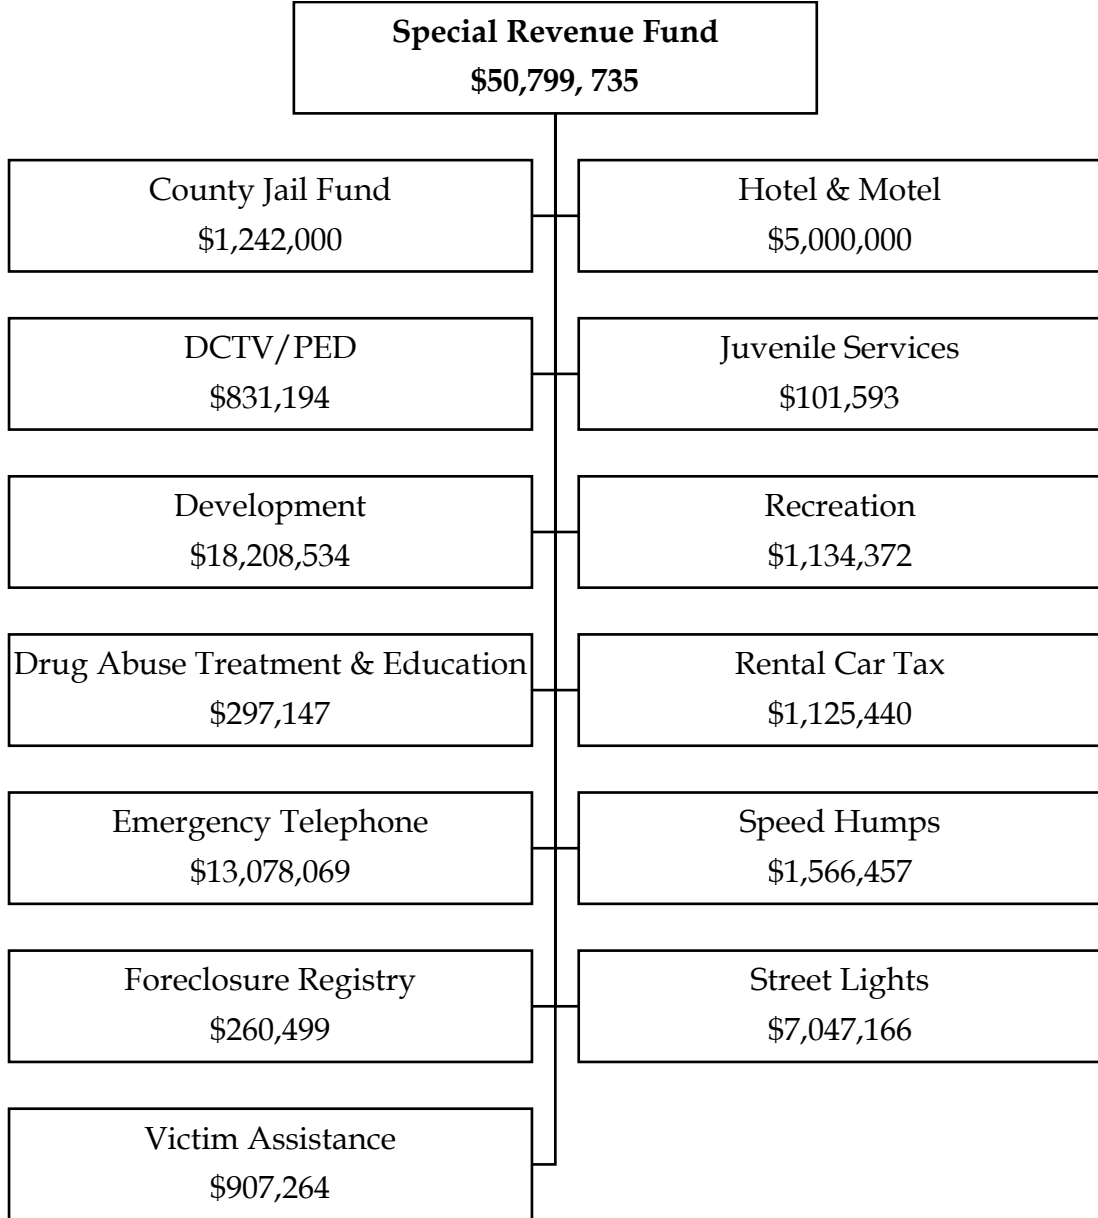 Special Revenue Fund
$50,799, 735
County Jail Fund
$1,242,000
Hotel & Motel
$5,000,000
DCTV/PED
$831,194
Juvenile Services
$101,593
Development
$18,208,534
Recreation
$1,134,372
Drug Abuse Treatment & Education
$297,147
Rental Car Tax
$1,125,440
Emergency Telephone
$13,078,069
Speed Humps
$1,566,457
Foreclosure Registry
$260,499
Street Lights
$7,047,166
Victim Assistance
$907,264